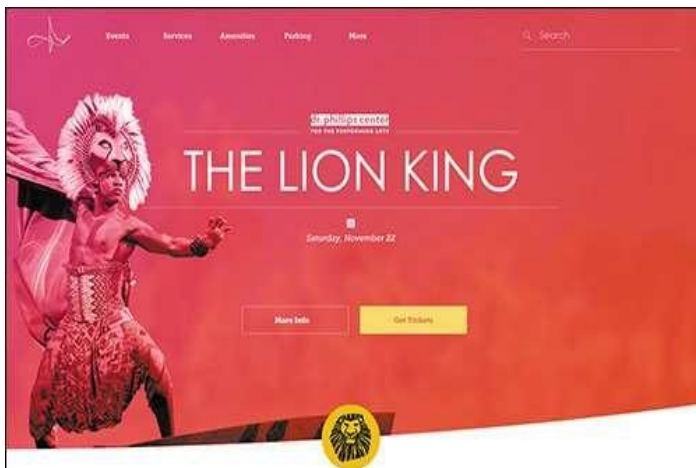 Events Services Amenities Parking More
Search
dr. phillips center
FOR THE PERFORMING ARTS
THE LION KING
Saturday, November 22
More Info
Get Tickets